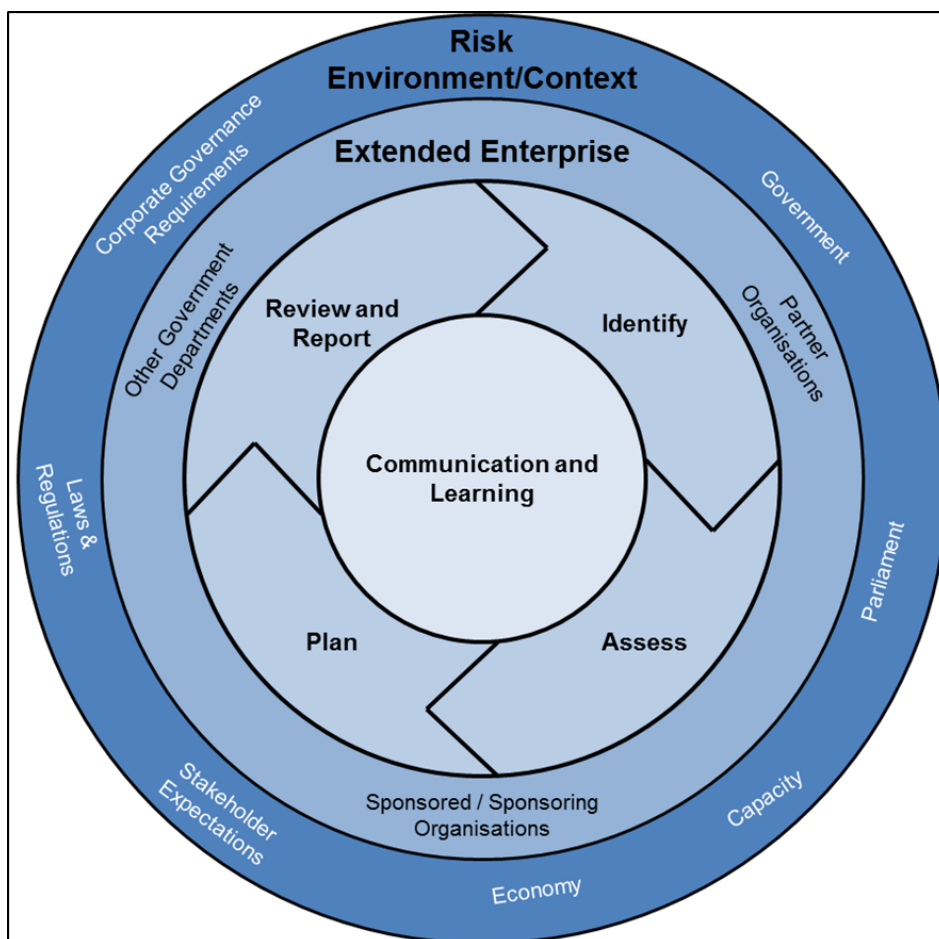 Risk
Environment/Context
Extended Enterprise
Corporate Governance
Requirements
Government
Other Government
Departments
Partner
Organisations
Review and
Report
Identify
Communication and
Learning
Laws &
Regulations
Parliament
Plan
Assess
Stakeholder
Expectations
Sponsored / Sponsoring
Organisations
Capacity
Economy